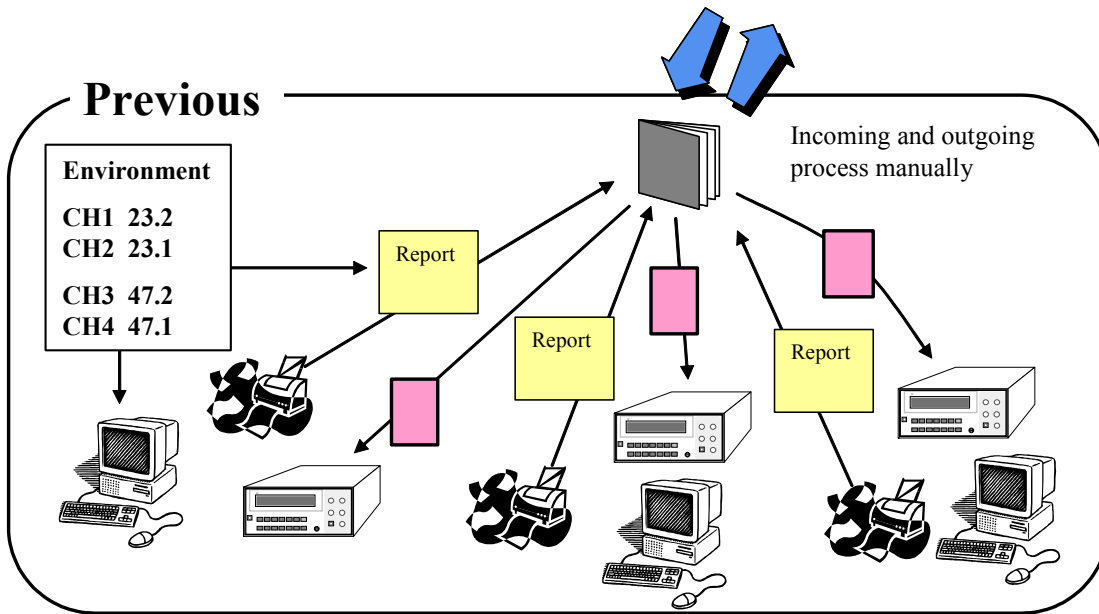 Previous
Incoming and outgoing
process manually
Environment
CH1 23.2
CH2 23.1
CH3 47.2
CH4 47.1
Report
Report
Report